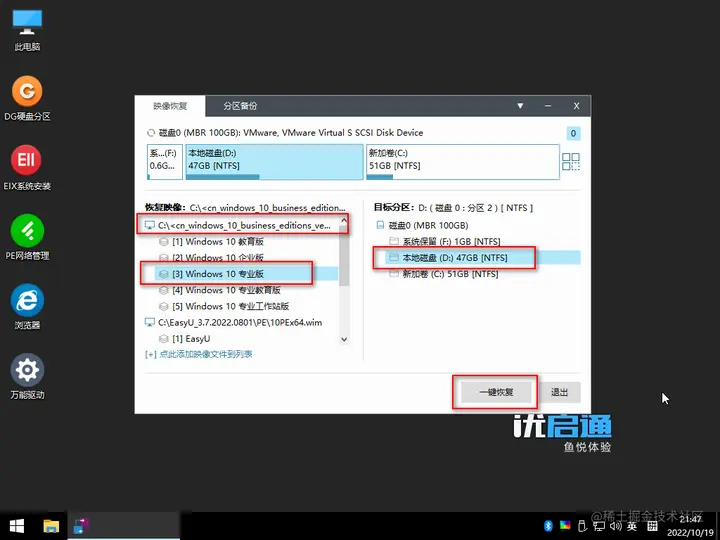 此电脑
DG硬盘分区
EIX系统安装
PE网络管理
浏览器
万能驱动
映像恢复
分区备份
磁盘0 (MBR 100GB): VMware, VMware Virtual S SCSI Disk Device
0
系...(F:)
0.6G...
本地磁盘(D:)
47GB [NTFS]
新加卷(C:)
51GB [NTFS]
恢复映像: C:\<cn_windows_10_business_edition...
C:\<cn_windows_10_business_editions_ve...
[1] Windows 10 教育版
[2] Windows 10 企业版
[3] Windows 10 专业版
[4] Windows 10 专业教育版
[5] Windows 10 专业工作站版
C:\EasyU_3.7.2022.0801\PE\10PEx64.wim
[1] EasyU
[+] 点此添加映像文件到列表
目标分区: D: ( 磁盘 0 : 分区 2 ) [ NTFS ]
磁盘0 (MBR 100GB)
系统保留 (F:) 1GB [NTFS]
本地磁盘 (D:) 47GB [NTFS]
新加卷 (C:) 51GB [NTFS]
一键恢复
退出
优启通
鱼悦体验
@稀土掘金技术社区
英
21:47
2022/10/19